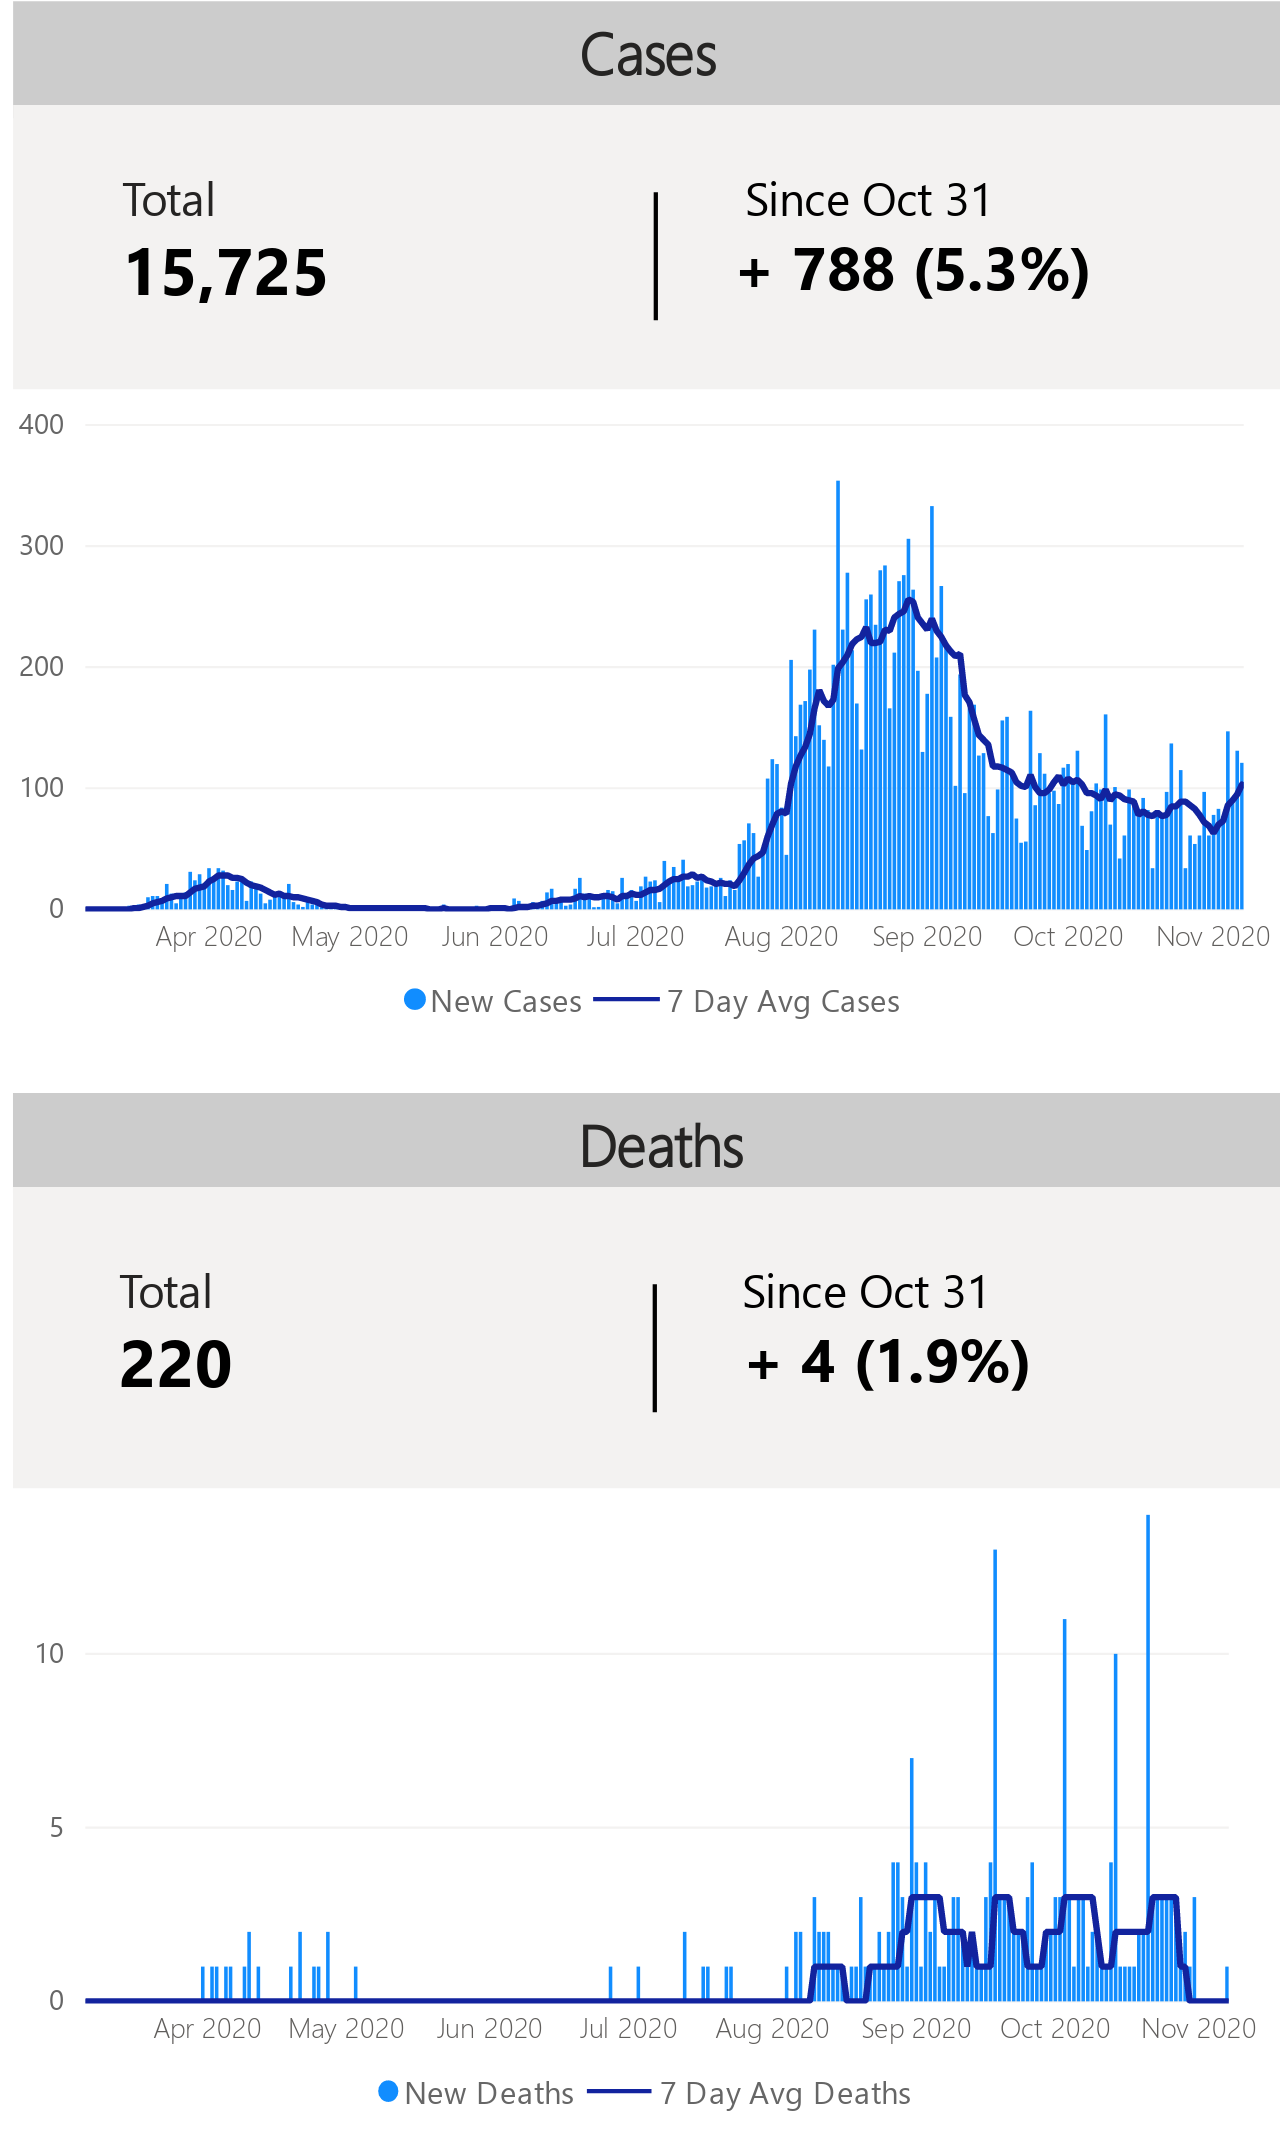 Cases
Total
15,725
Since Oct 31
+ 788 (5.3%)
400
300
200
100
0
Apr 2020 May 2020 Jun 2020 Jul 2020 Aug 2020 Sep 2020 Oct 2020 Nov 2020
New Cases 7 Day Avg Cases
Deaths
Total
220
Since Oct 31
+ 4 (1.9%)
10
5
0
Apr 2020 May 2020 Jun 2020 Jul 2020 Aug 2020 Sep 2020 Oct 2020 Nov 2020
New Deaths 7 Day Avg Deaths